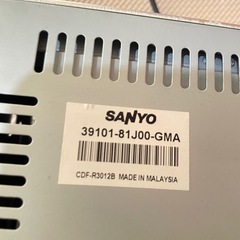 SANYO
39101-81J00-GMA
CDF-R3012B MADE IN MALAYSIA